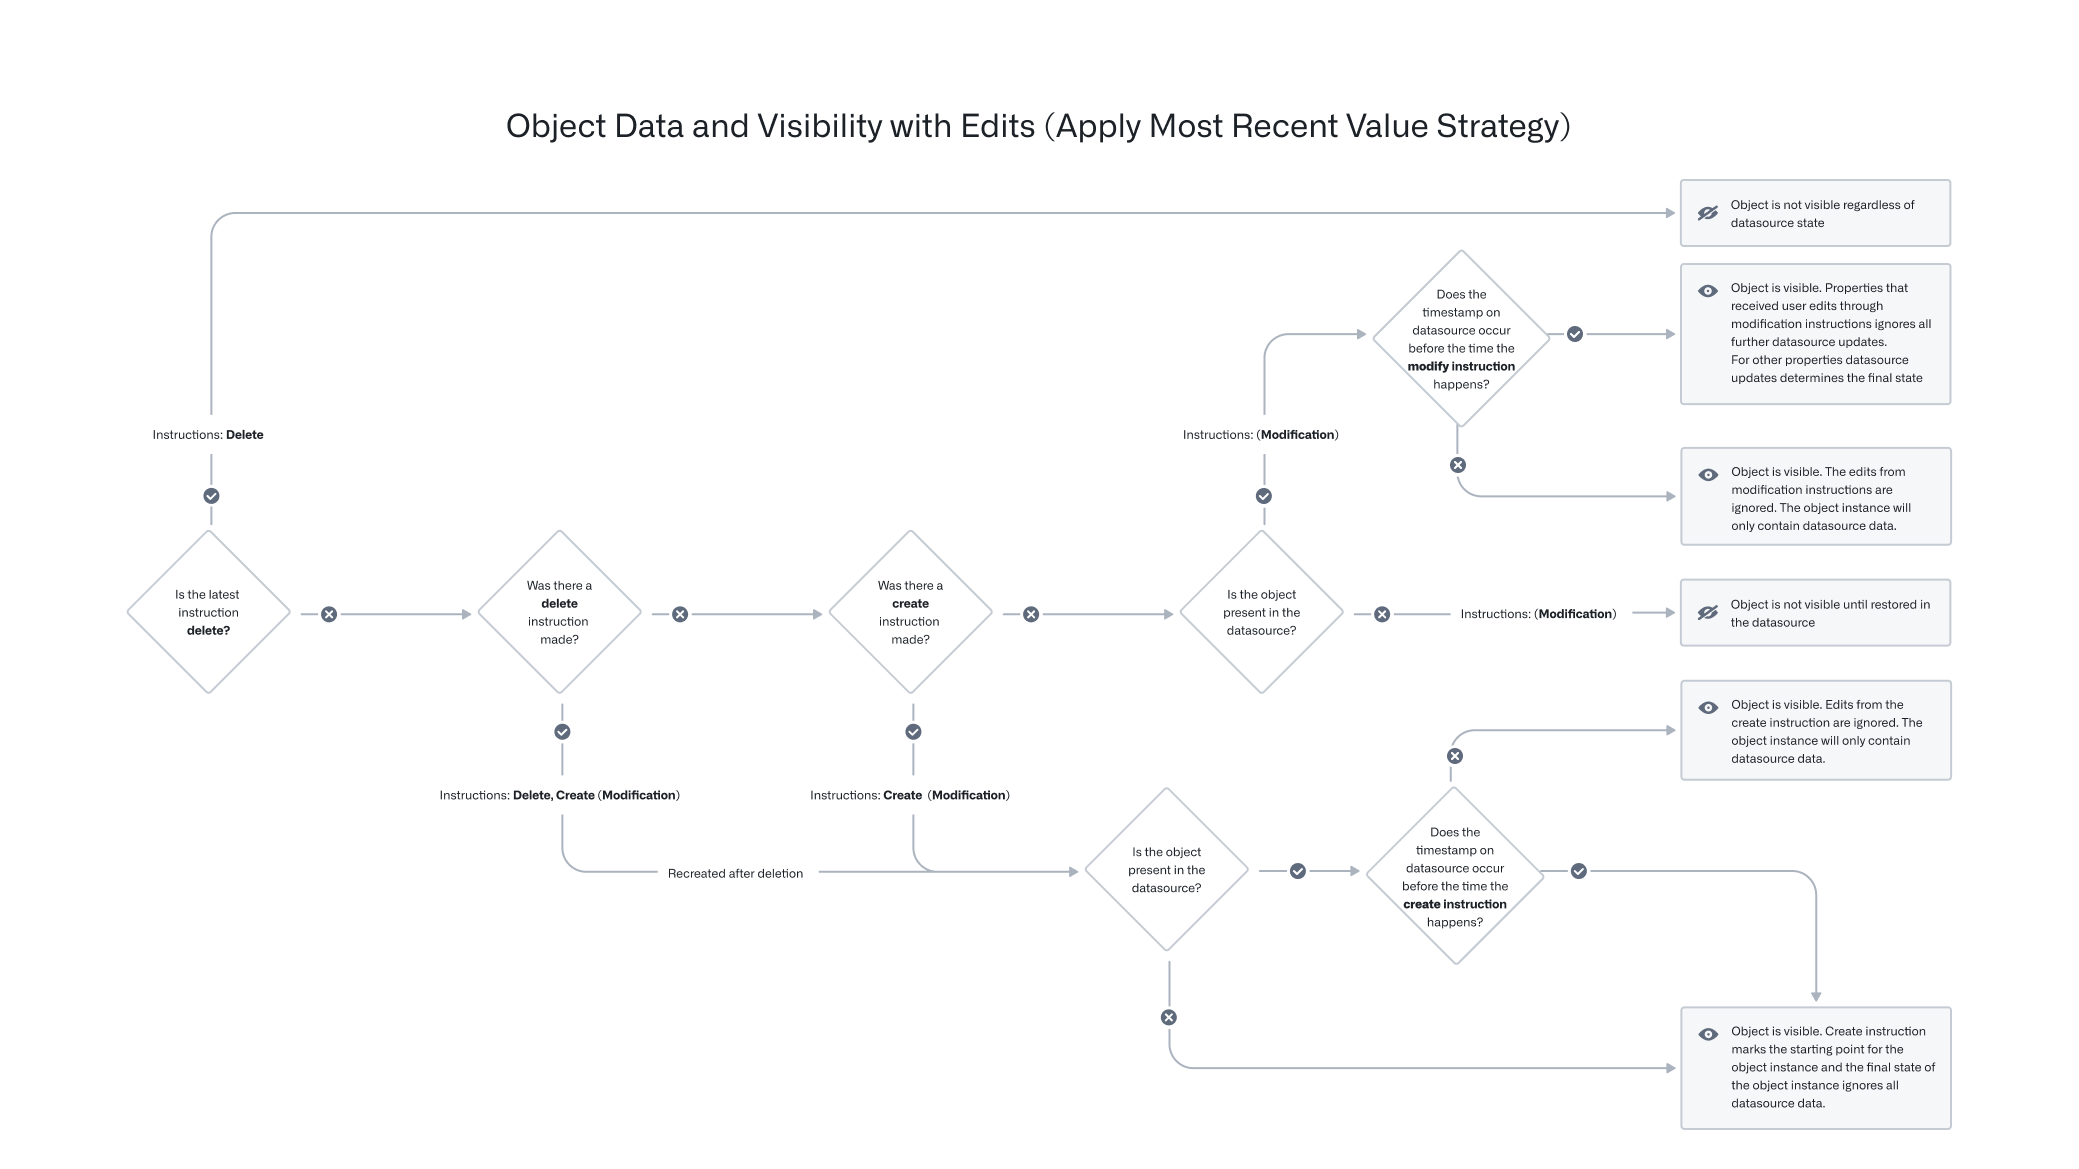 Object Data and Visibility with Edits (Apply Most Recent Value Strategy)
Object is not visible regardless of
datasource state
Does the
timestamp on
datasource occur
before the time the
modify instruction
happens?
Object is visible. Properties that
received user edits through
modification instructions ignores all
further datasource updates.
For other properties datasource
updates determines the final state
Instructions: Delete
Instructions: (Modification)
Object is visible. The edits from
modification instructions are
ignored. The object instance will
only contain datasource data.
Is the latest
instruction
delete?
Was there a
delete
instruction
made?
Was there a
create
instruction
made?
Is the object
present in the
datasource?
Instructions: (Modification)
Object is not visible until restored in
the datasource
Object is visible. Edits from the
create instruction are ignored. The
object instance will only contain
datasource data.
Instructions: Delete, Create (Modification)
Instructions: Create (Modification)
Recreated after deletion
Is the object
present in the
datasource?
Does the
timestamp on
datasource occur
before the time the
create instruction
happens?
Object is visible. Create instruction
marks the starting point for the
object instance and the final state of
the object instance ignores all
datasource data.